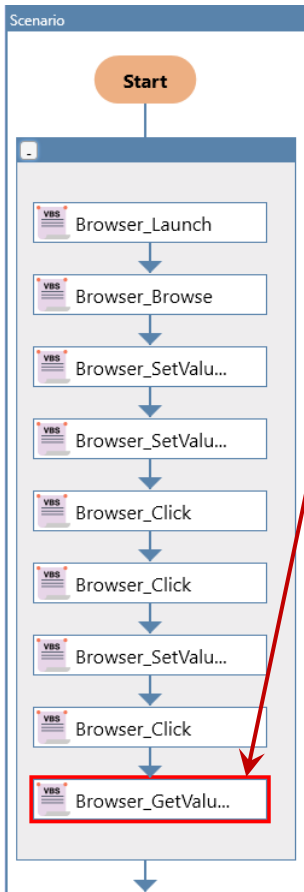 Scenario
Start
-
VBS
Browser_Launch
VBS
Browser_Browse
VBS
Browser_SetValu...
VBS
Browser_SetValu...
VBS
Browser_Click
VBS
Browser_Click
VBS
Browser_SetValu...
VBS
Browser_Click
VBS
Browser_GetValu...